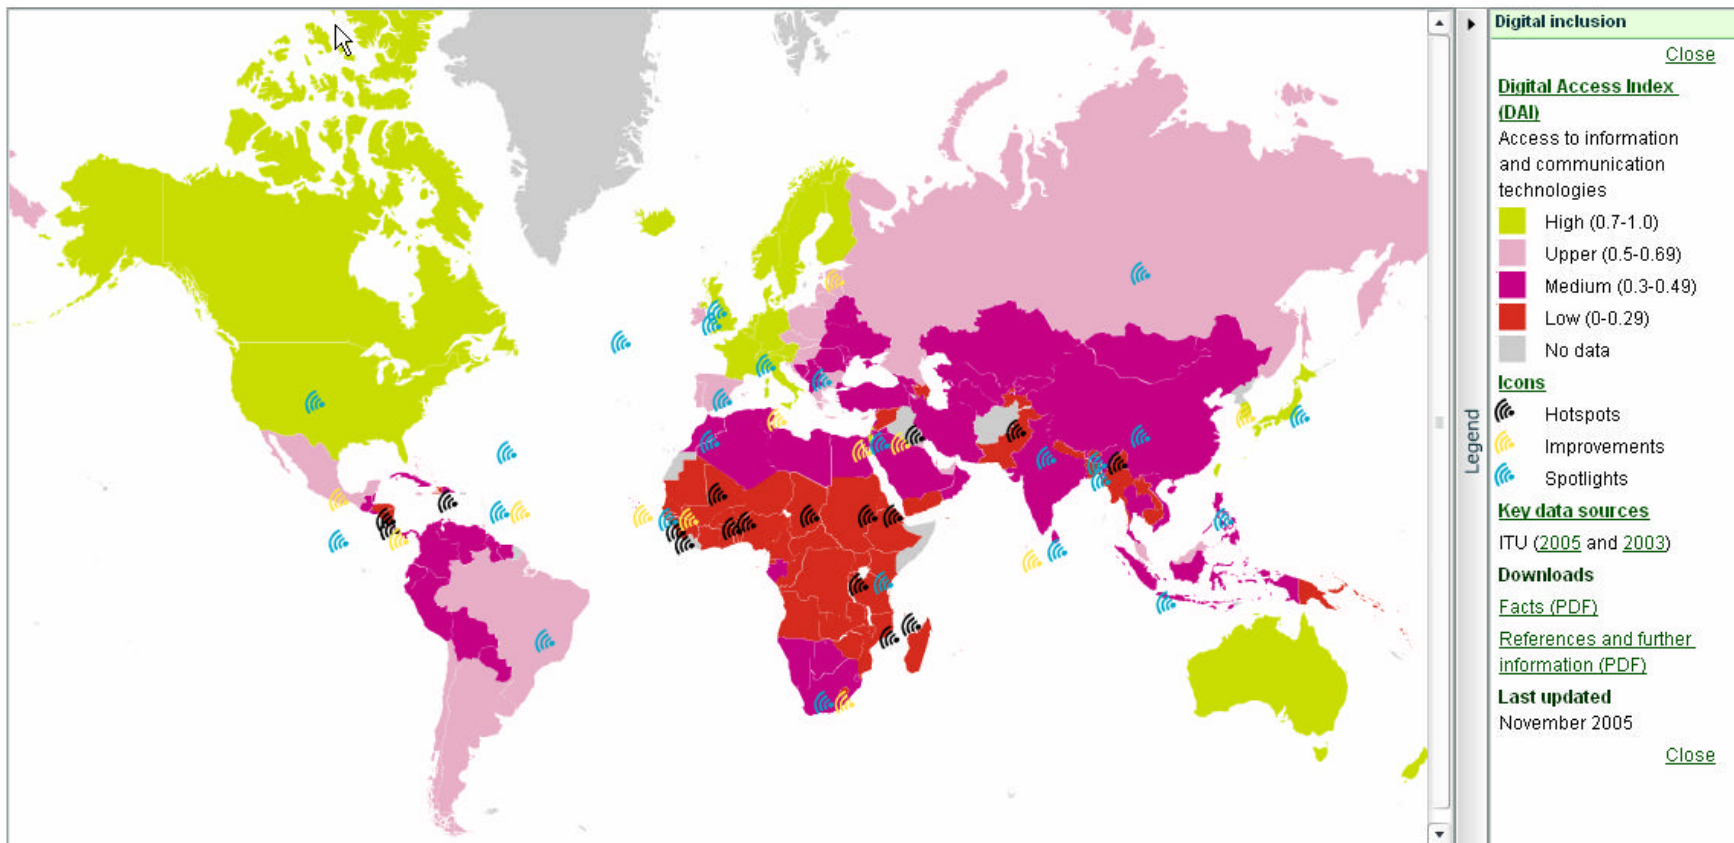 Digital inclusion
Close
Digital Access Index
(DAI)
Access to information
and communication
technologies
High (0.7-1.0)
Upper (0.5-0.69)
Medium (0.3-0.49)
Low (0-0.29)
No data
Icons
Hotspots
Improvements
Spotlights
Key data sources
ITU (2005 and 2003)
Downloads
Facts (PDF)
References and further
information (PDF)
Last updated
November 2005
Close
Legend